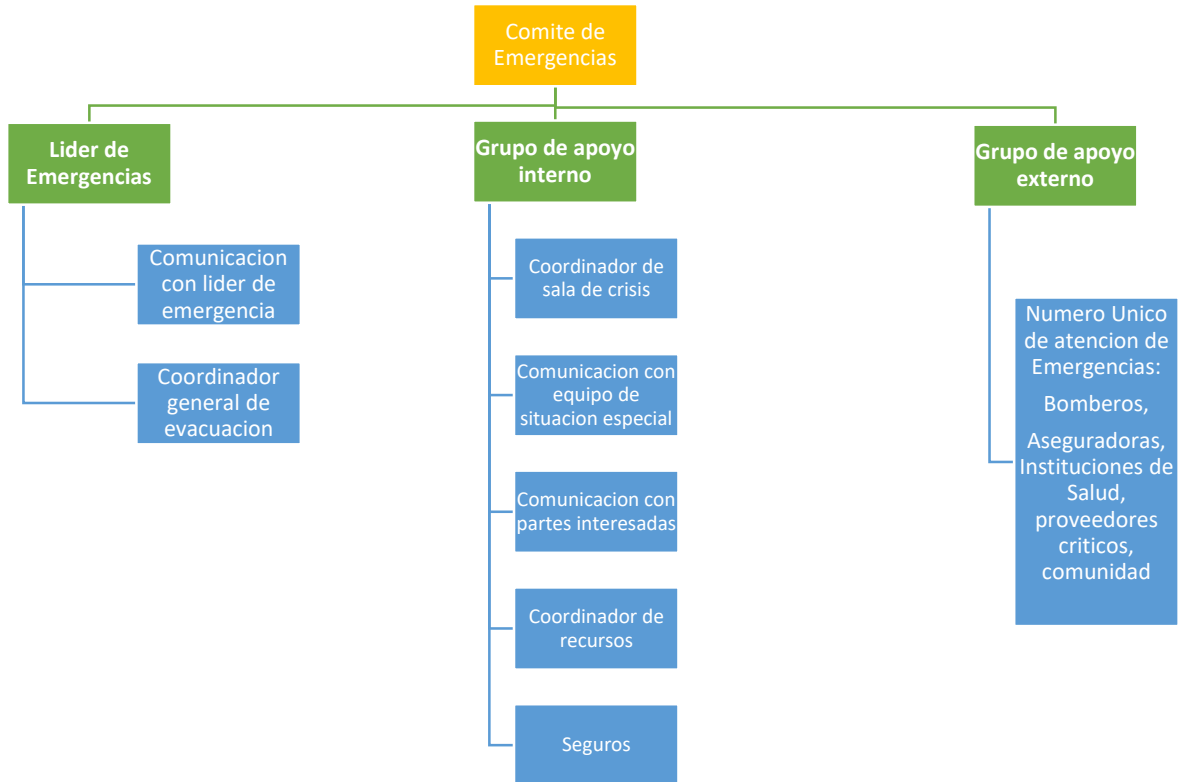 Comite de
Emergencias
Lider de
Emergencias
Comunicacion
con lider de
emergencia
Coordinador
general de
evacuacion
Grupo de apoyo
interno
Coordinador de
sala de crisis
Comunicacion con
equipo de
situacion especial
Comunicacion con
partes interesadas
Coordinador de
recursos
Seguros
Grupo de apoyo
externo
Numero Unico
de atencion de
Emergencias:
Bomberos,
Aseguradoras,
Instituciones de
Salud,
proveedores
criticos,
comunidad